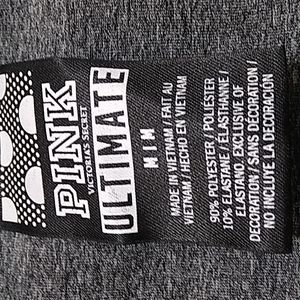 PINK
VICTORIA'S SECRET
ULTIMATE
M | M
MADE IN VIETNAM / FAIT AU
VIETNAM / HECHO EN VIETNAM
90% POLYESTER / POLIESTER
10% ELASTANE / ÉLASTHANNE /
ELASTANO, EXCLUSIVE OF
DECORATION / SANS DÉCORATION /
NO INCLUYE LA DECORACIÓN